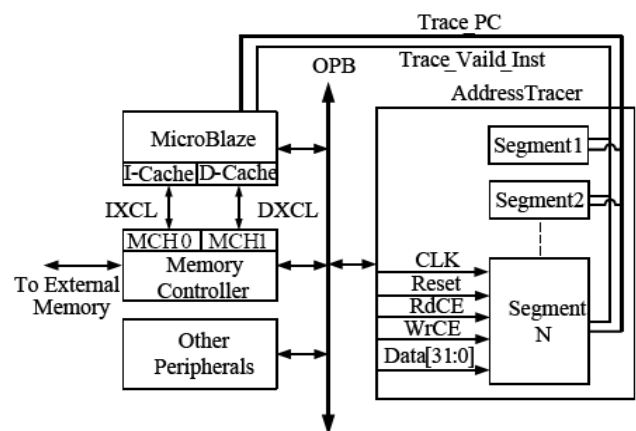 Trace_PC
Trace_Vaild_Inst
OPB
AddressTracer
MicroBlaze
I-Cache D-Cache
IXCL
DXCL
MCH0 MCH1
Memory
Controller
To External
Memory
Other
Peripherals
Segment1
Segment2
CLK
Reset
RdCE
WrCE
Data[31:0]
Segment
N